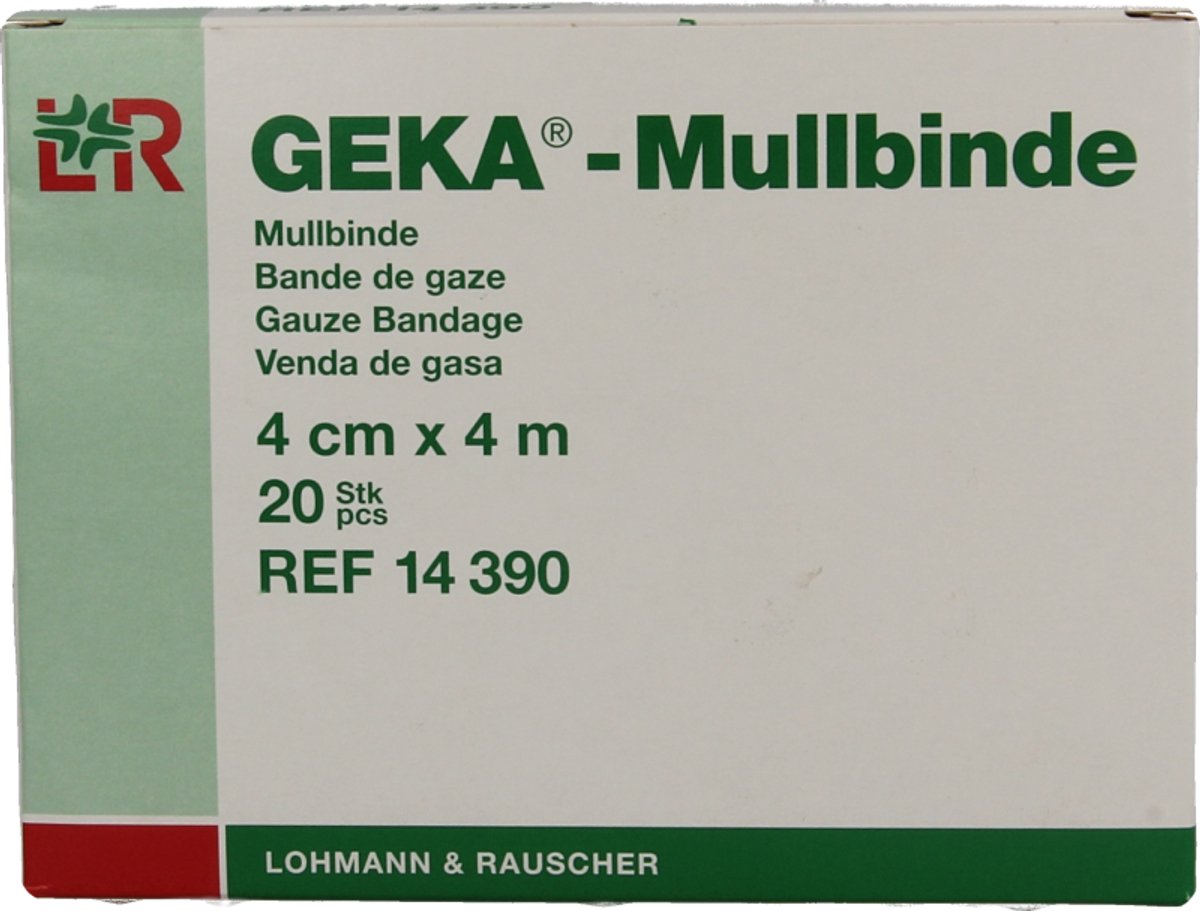 L&R
GEKA® - Mullbinde
Mullbinde
Bande de gaze
Gauze Bandage
Venda de gasa
4 cm x 4 m
20 Stk
pcs
REF 14 390
LOHMANN & RAUSCHER